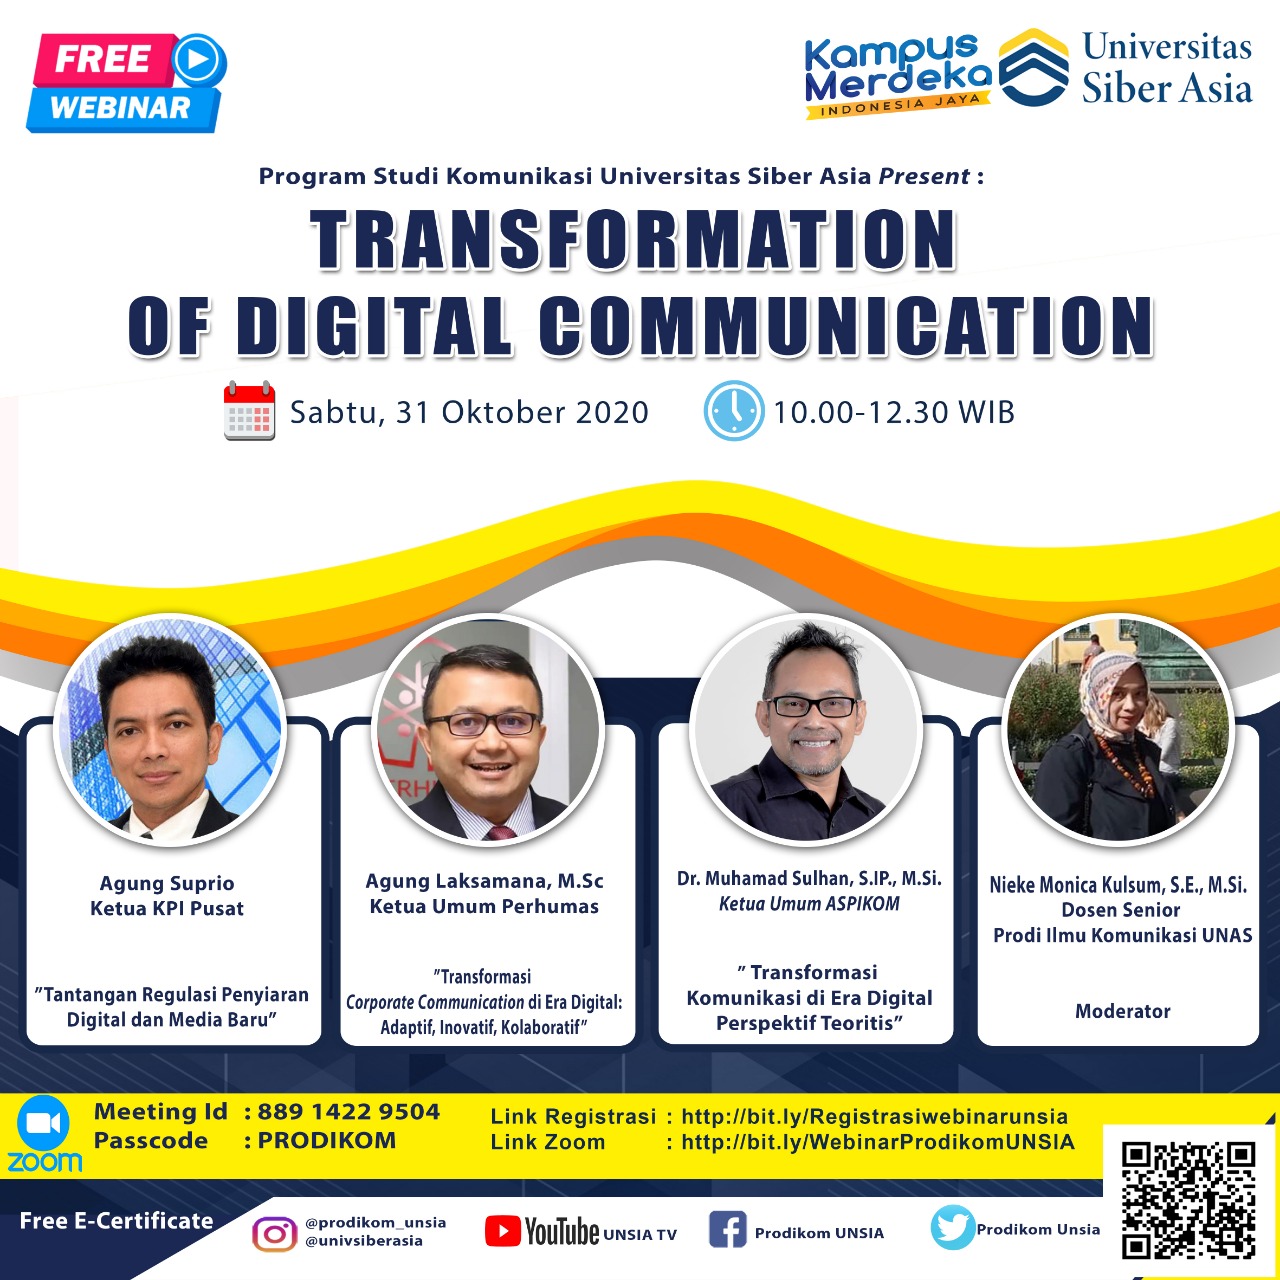 FREE
WEBINAR
Kampus
Merdeka
INDONESIA JAYA
Universitas
Siber Asia
Program Studi Komunikasi Universitas Siber Asia Present :
TRANSFORMATION
OF DIGITAL COMMUNICATION
Sabtu, 31 Oktober 2020
10.00-12.30 WIB
Agung Suprio
Ketua KPI Pusat
"Tantangan Regulasi Penyiaran
Digital dan Media Baru"
Agung Laksamana, M.Sc
Ketua Umum Perhumas
"Transformasi
Corporate Communication di Era Digital:
Adaptif, Inovatif, Kolaboratif"
Dr. Muhamad Sulhan, S.IP., M.Si.
Ketua Umum ASPIKOM
" Transformasi
Komunikasi di Era Digital
Perspektif Teoritis"
Nieke Monica Kulsum, S.E., M.Si.
Dosen Senior
Prodi Ilmu Komunikasi UNAS
Moderator
zoom
Meeting Id : 889 1422 9504
Passcode : PRODIKOM
Link Registrasi : http://bit.ly/Registrasiwebinarunsia
Link Zoom : http://bit.ly/WebinarProdikomUNSIA
Free E-Certificate
@prodikom_unsia
@univsiberasia
YouTube UNSIA TV
Prodikom UNSIA
Prodikom Unsia